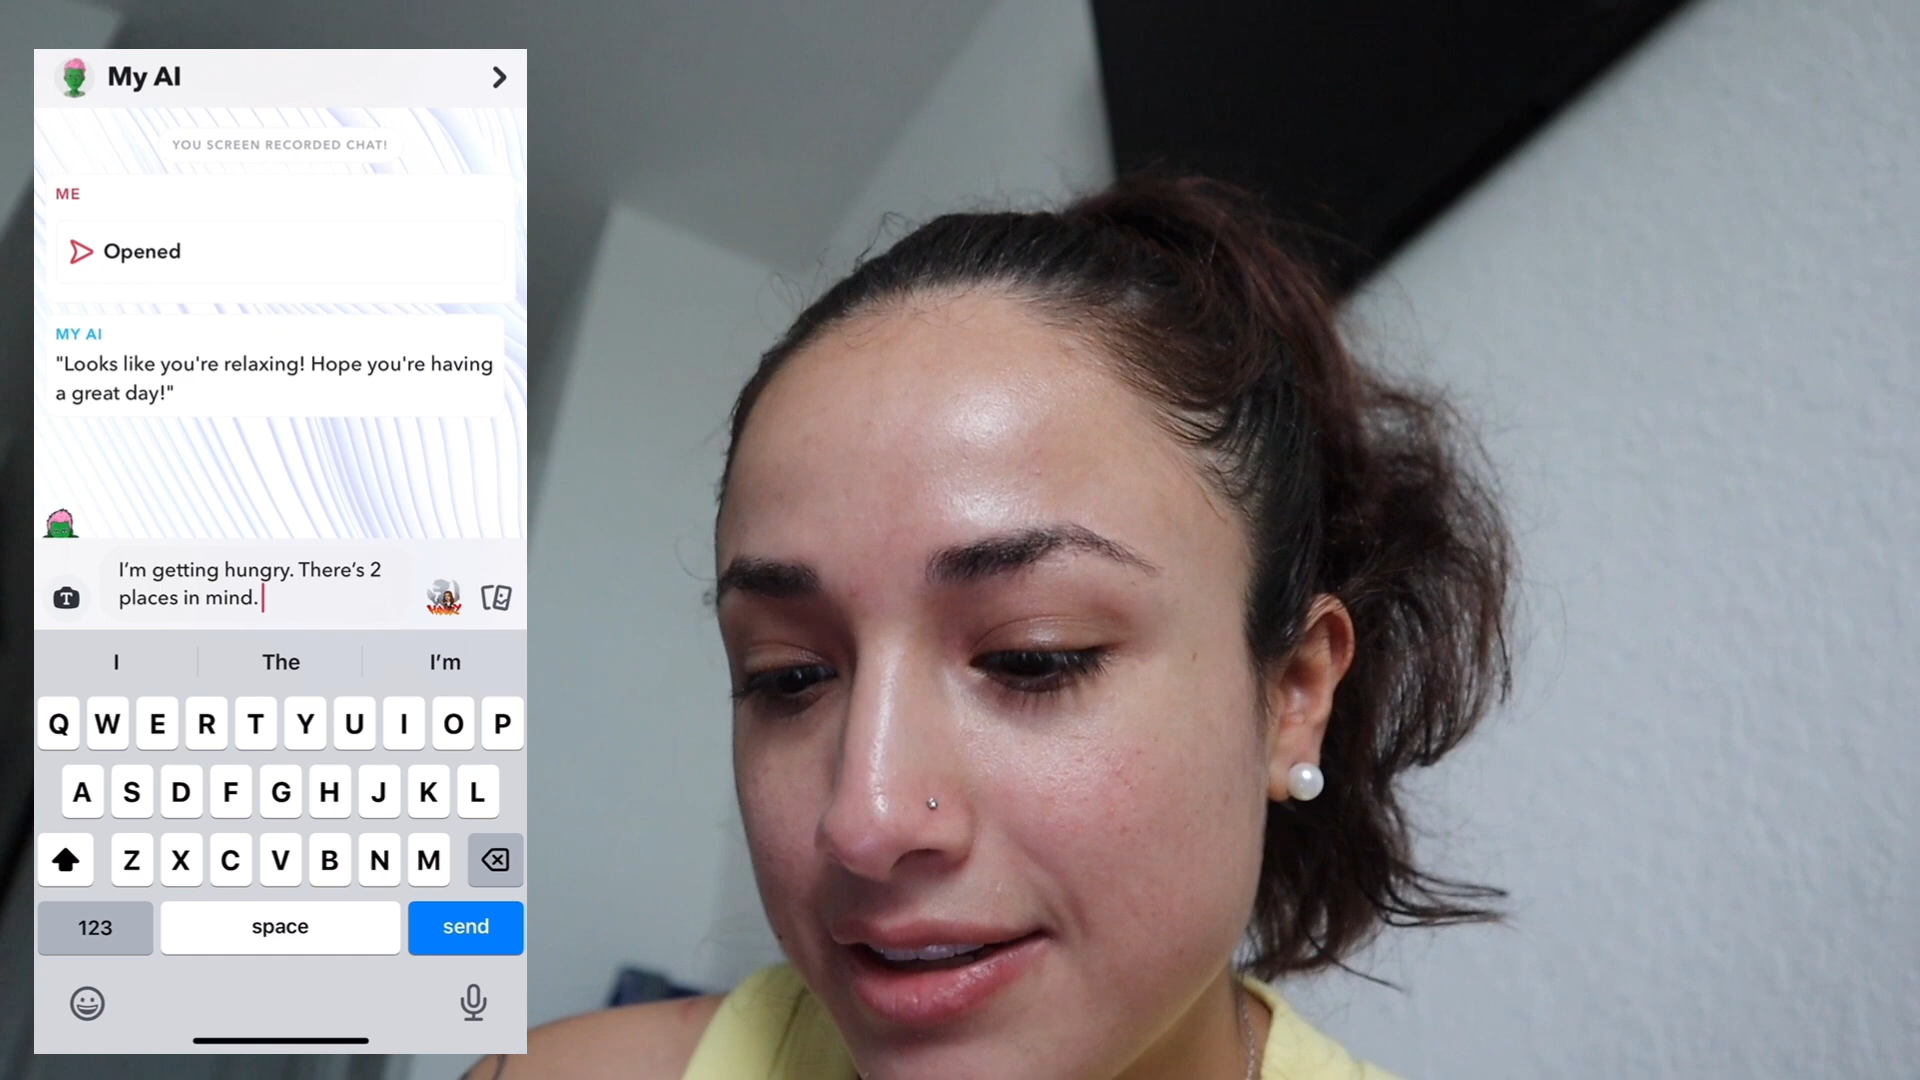 My AI
YOU SCREEN RECORDED CHAT!
ME
Opened
MY AI
"Looks like you're relaxing! Hope you're having
a great day!"
I'm getting hungry. There's 2
places in mind.
I The I'm
Q W E R T Y U I O P
A S D F G H J K L
Z X C V B N M
123 space send